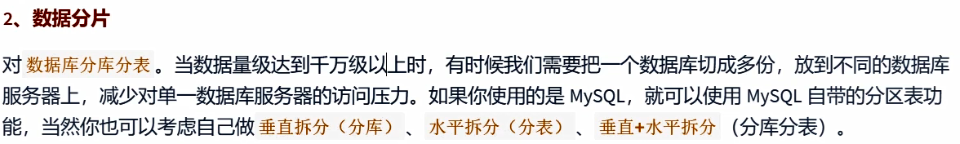 2、数据分片
对 数据库分库分表 。当数据量级达到千万级以上时，有时候我们需要把一个数据库切成多份，放到不同的数据库
服务器上，减少对单一数据库服务器的访问压力。如果你使用的是 MySQL，就可以使用 MySQL 自带的分区表功
能，当然你也可以考虑自己做 垂直拆分（分库） 、 水平拆分（分表） 、 垂直+水平拆分 （分库分表）。